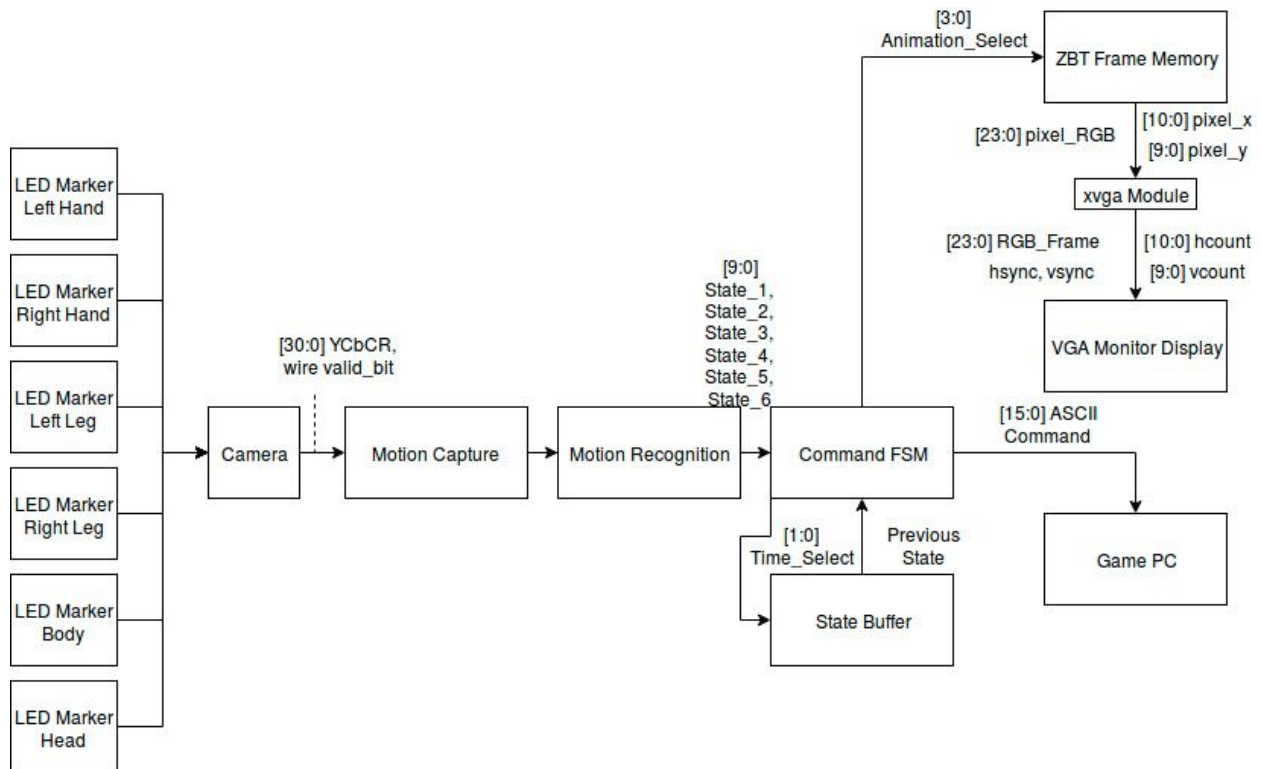 [3:0]
Animation_Select
ZBT Frame Memory
[23:0] pixel_RGB
[10:0] pixel_x
[9:0] pixel_y
xvga Module
[23:0] RGB_Frame
hsync, vsync
[10:0] hcount
[9:0] vcount
VGA Monitor Display
LED Marker
Left Hand
LED Marker
Right Hand
LED Marker
Left Leg
LED Marker
Right Leg
LED Marker
Body
LED Marker
Head
Camera
[30:0] YCbCR,
wire valid_bit
Motion Capture
Motion Recognition
[9:0]
State_1,
State_2,
State_3,
State_4,
State_5,
State_6
Command FSM
[15:0] ASCII
Command
Game PC
[1:0]
Time_Select
Previous
State
State Buffer